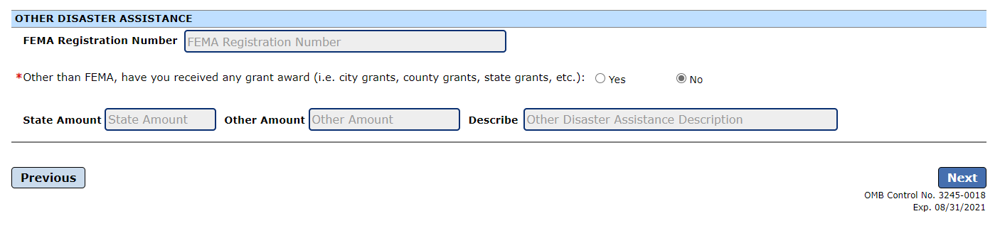 OTHER DISASTER ASSISTANCE
FEMA Registration Number FEMA Registration Number
*Other than FEMA, have you received any grant award (i.e. city grants, county grants, state grants, etc.): Yes No
State Amount State Amount Other Amount Other Amount Describe Other Disaster Assistance Description
Previous Next
OMB Control No. 3245-0018
Exp. 08/31/2021